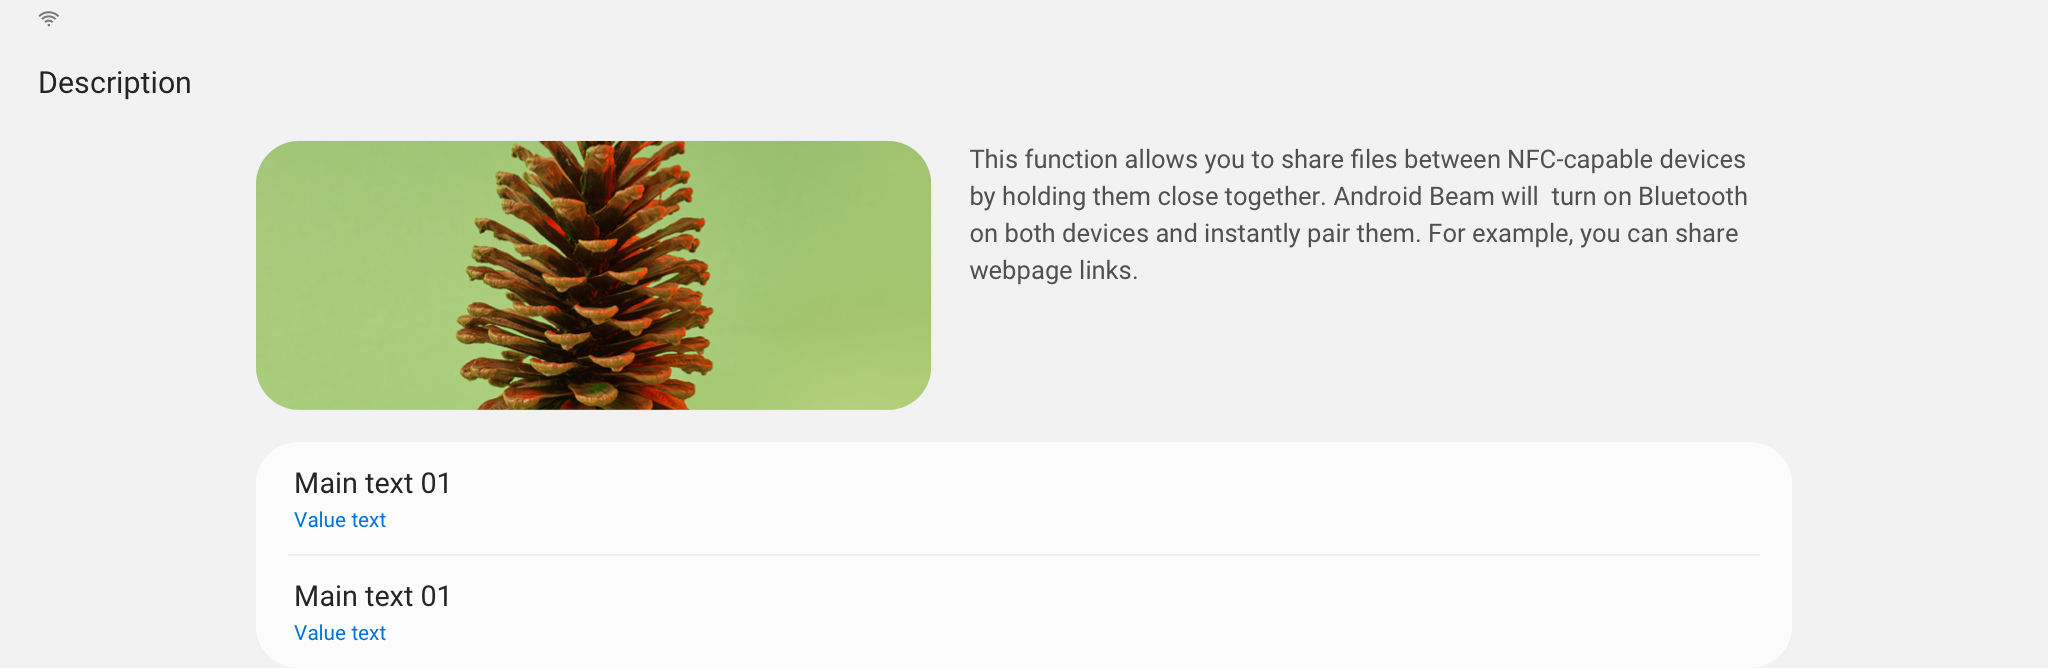 Description
This function allows you to share files between NFC-capable devices
by holding them close together. Android Beam will  turn on Bluetooth
on both devices and instantly pair them. For example, you can share
webpage links.
Main text 01
Value text
Main text 01
Value text